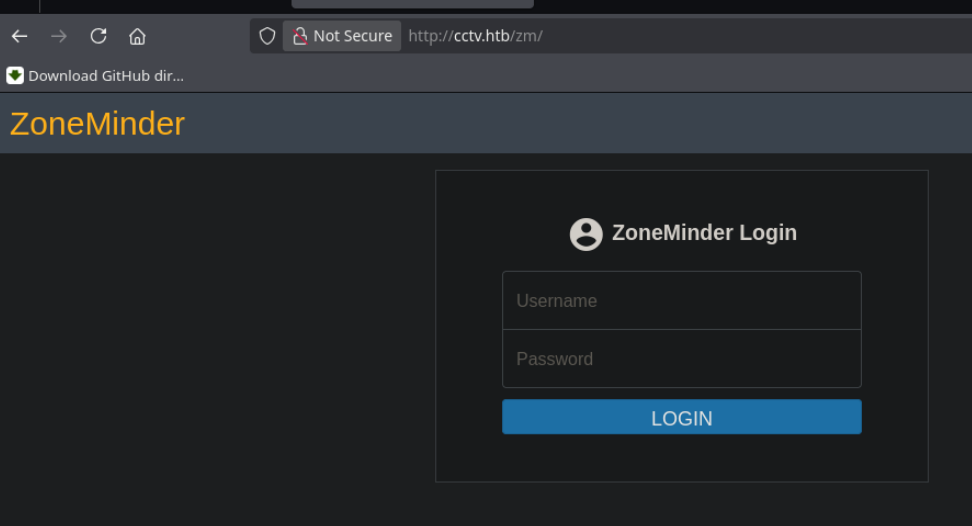 Not Secure http://cctv.htb/zm/
Download GitHub dir...
ZoneMinder
ZoneMinder Login
Username
Password
LOGIN